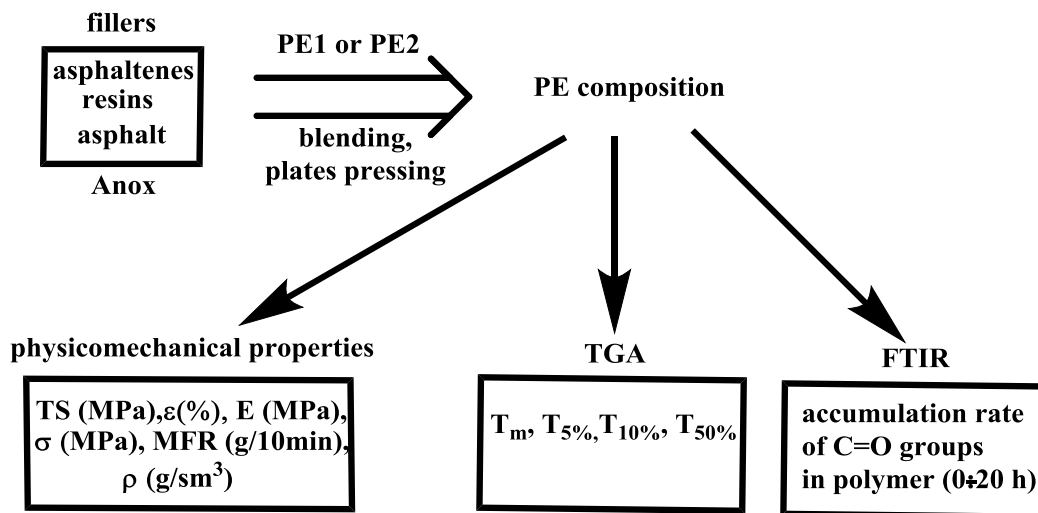 fillers
asphaltenes
resins
asphalt
Anox
PE1 or PE2
blending,
plates pressing
PE composition
physicomechanical properties
TS (MPa),ε(%), E (MPa),
σ (MPa), MFR (g/10min),
ρ (g/sm³)
TGA
Tₘ, T₅%, T₁₀%, T₅₀%
FTIR
accumulation rate
of C=O groups
in polymer (0÷20 h)